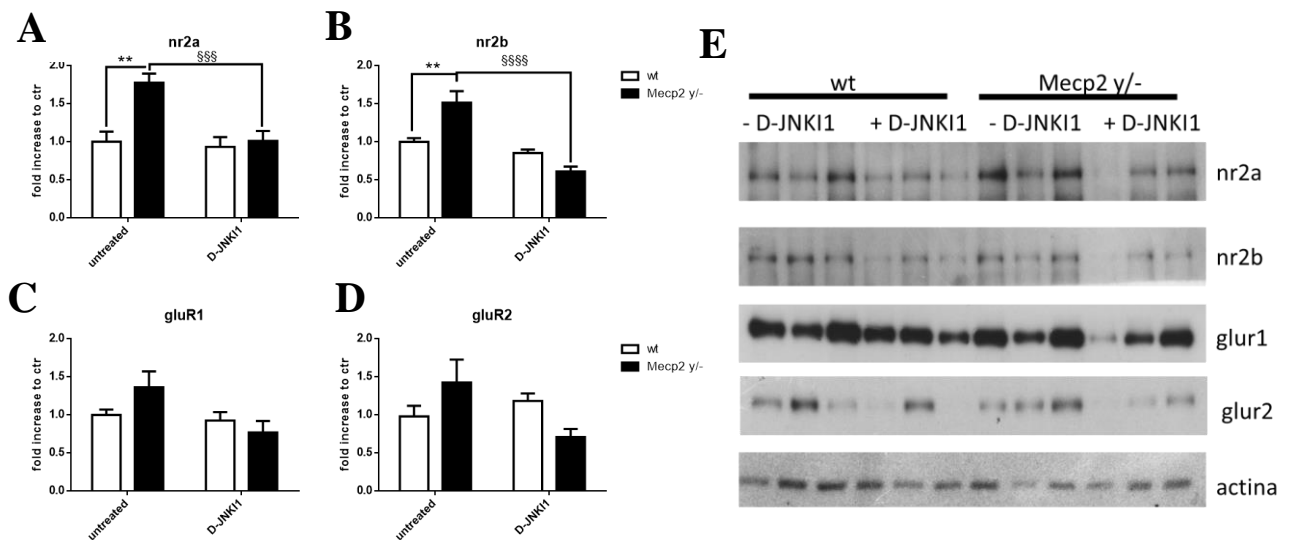 A
nr2a
fold increase to ctr
2.0
1.5
1.0
0.5
0.0
**
§§§
untreated
D-JNKI1
B
nr2b
fold increase to ctr
2.0
1.5
1.0
0.5
0.0
**
§§§§
untreated
D-JNKI1
wt
Mecp2 y/-
C
gluR1
fold increase to ctr
2.0
1.5
1.0
0.5
0.0
untreated
D-JNKI1
D
gluR2
fold increase to ctr
2.0
1.5
1.0
0.5
0.0
untreated
D-JNKI1
wt
Mecp2 y/-
E
wt Mecp2 y/-
- D-JNKI1 + D-JNKI1 - D-JNKI1 + D-JNKI1
nr2a
nr2b
glur1
glur2
actina